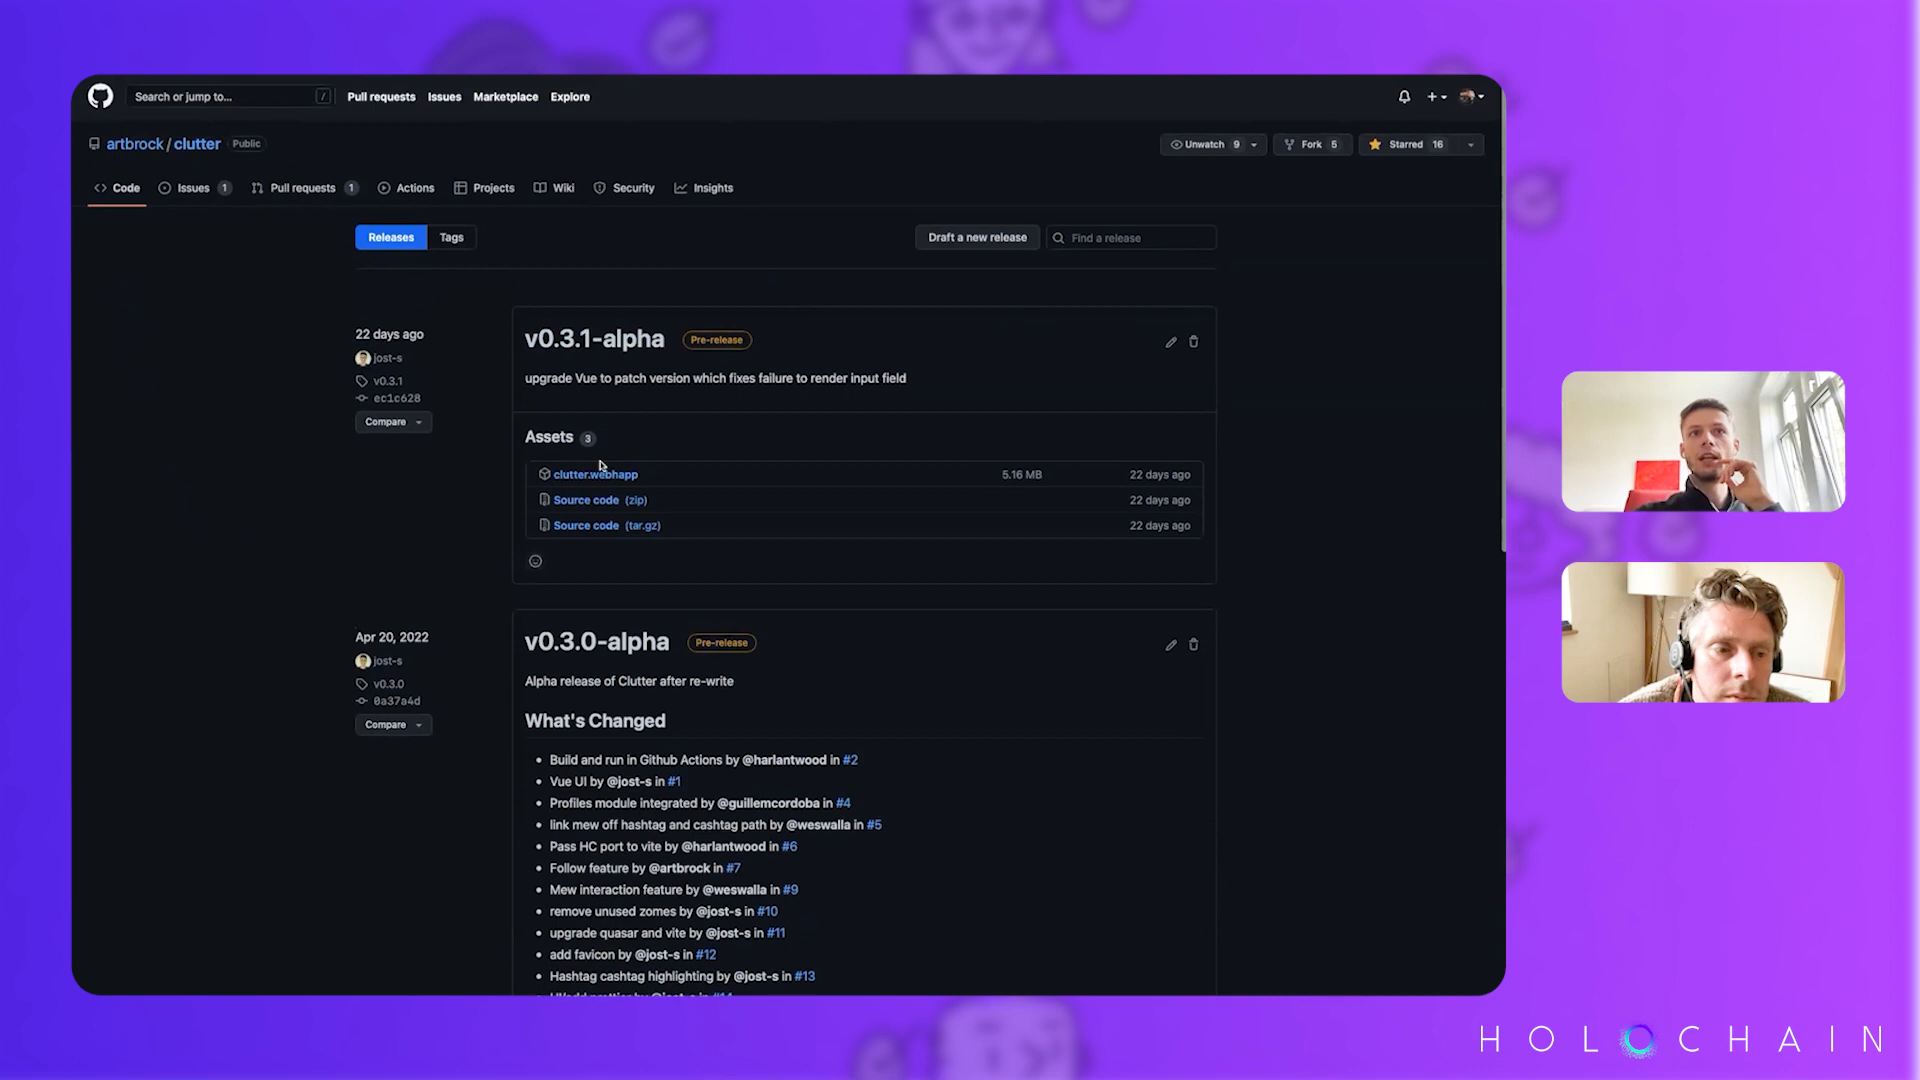 Search or jump to... /
Pull requests Issues Marketplace Explore
artbrock / clutter Public
Unwatch 9 Fork 5 Starred 16
Code Issues 1 Pull requests 1 Actions Projects Wiki Security Insights
Releases Tags
Draft a new release Find a release
22 days ago
jost-s
v0.3.1
ec1c628
Compare
v0.3.1-alpha Pre-release
upgrade Vue to patch version which fixes failure to render input field
Assets 3
clutter.webhapp 5.16 MB 22 days ago
Source code (zip) 22 days ago
Source code (tar.gz) 22 days ago
Apr 20, 2022
jost-s
v0.3.0
0a37a4d
Compare
v0.3.0-alpha Pre-release
Alpha release of Clutter after re-write
What's Changed
Build and run in Github Actions by @harlantwood in #2
Vue UI by @jost-s in #1
Profiles module integrated by @guillemcordoba in #4
link mew off hashtag and cashtag path by @weswalla in #5
Pass HC port to vite by @harlantwood in #6
Follow feature by @artbrock in #7
Mew interaction feature by @weswalla in #9
remove unused zomes by @jost-s in #10
upgrade quasar and vite by @jost-s in #11
add favicon by @jost-s in #12
Hashtag cashtag highlighting by @jost-s in #13
HOLOCHAIN